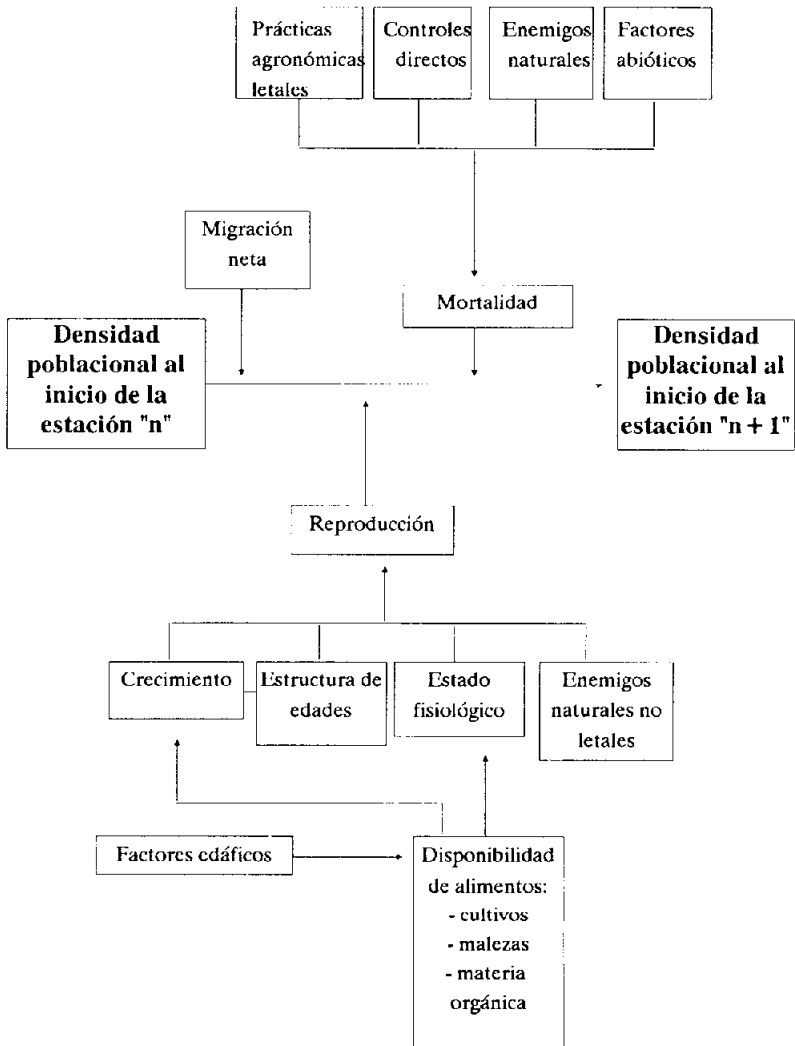 Prácticas
agronómicas
letales
Controles
directos
Enemigos
naturales
Factores
abióticos
Migración
neta
Mortalidad
Densidad
poblacional al
inicio de la
estación "n"
Densidad
poblacional al
inicio de la
estación "n + 1"
Reproducción
Crecimiento
Estructura de
edades
Estado
fisiológico
Enemigos
naturales no
letales
Factores edáficos
Disponibilidad
de alimentos:
- cultivos
- malezas
- materia
orgánica